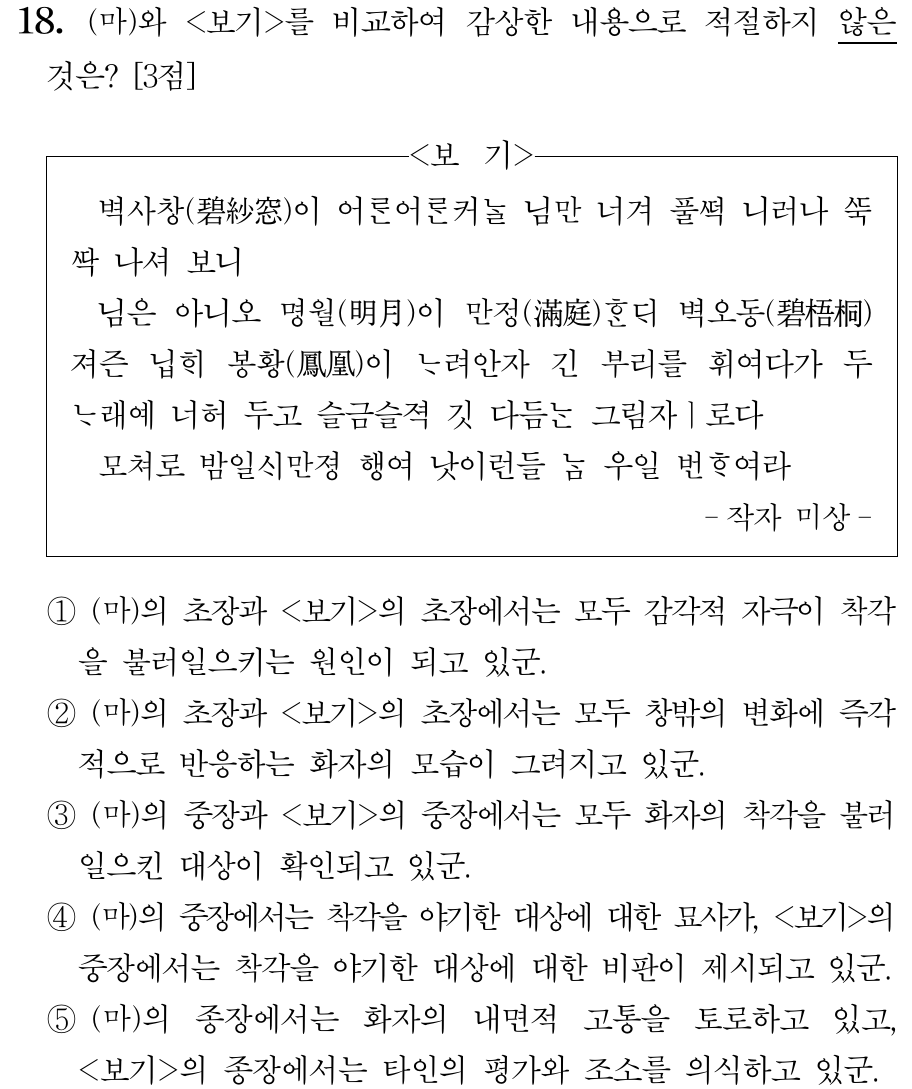 18. (마)와 <보기>를 비교하여 감상한 내용으로 적절하지 않은
것은? [3점]
<보 기>
벽사창(碧紗窓)이 어른어른커ᄂᆞᆯ 님만 너겨 풀쩍 니러나 쑥
싹 나셔 보니
님은 아니오 명월(明月)이 만정(滿庭)ᄒᆞᆫᄃᆡ 벽오동(碧梧桐)
져즌 닙희 봉황(鳳凰)이 ᄂᆞ려안자 긴 부리를 휘여다가 두
ᄂᆞ래예 너허 두고 슬금슬젹 깃 다듬ᄂᆞᆫ 그림자ㅣ로다
모쳐로 밤일시만졍 행여 낫이런들 ᄂᆞᆷ 우일 번ᄒᆞ여라
- 작자 미상 -
① (마)의 초장과 <보기>의 초장에서는 모두 감각적 자극이 착각
을 불러일으키는 원인이 되고 있군.
② (마)의 초장과 <보기>의 초장에서는 모두 창밖의 변화에 즉각
적으로 반응하는 화자의 모습이 그려지고 있군.
③ (마)의 중장과 <보기>의 중장에서는 모두 화자의 착각을 불러
일으킨 대상이 확인되고 있군.
④ (마)의 중장에서는 착각을 야기한 대상에 대한 묘사가, <보기>의
중장에서는 착각을 야기한 대상에 대한 비판이 제시되고 있군.
⑤ (마)의 종장에서는 화자의 내면적 고통을 토로하고 있고,
<보기>의 종장에서는 타인의 평가와 조소를 의식하고 있군.